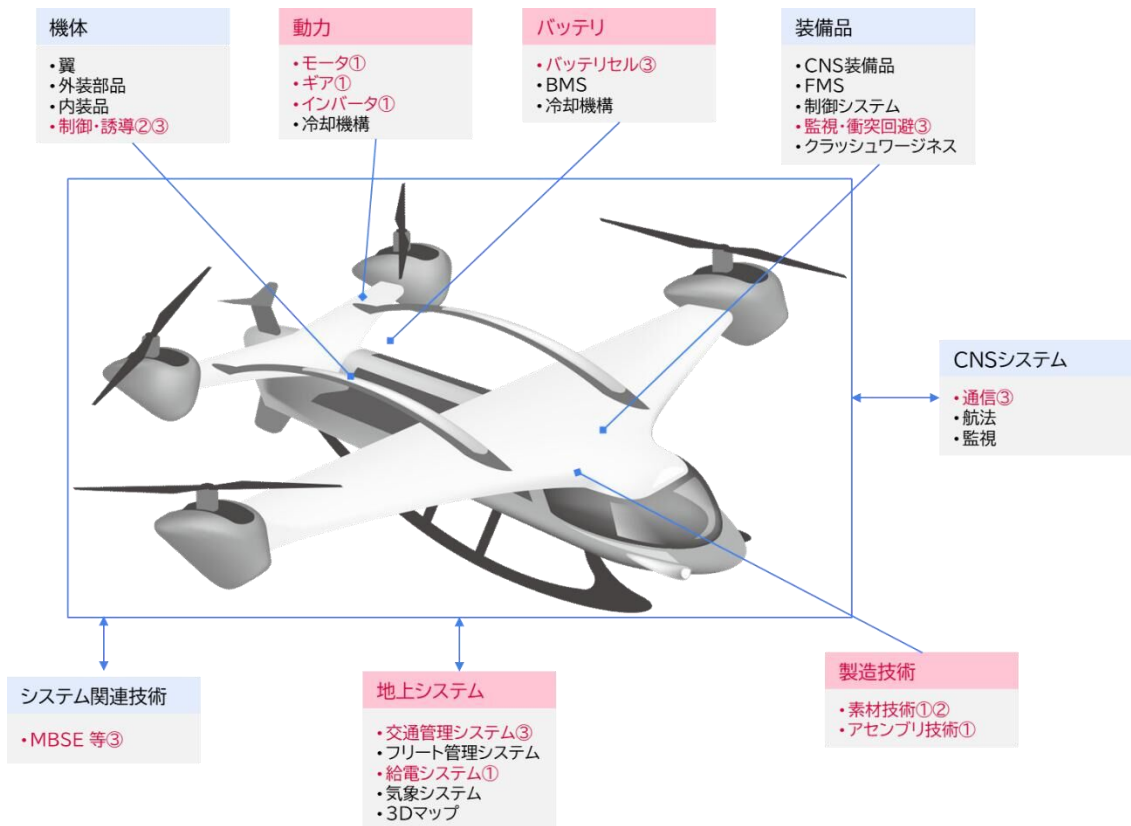 機体
・翼
・外装部品
・内装品
・制御・誘導②③
動力
・モータ①
・ギア①
・インバータ①
・冷却機構
バッテリ
・バッテリセル③
・BMS
・冷却機構
装備品
・CNS装備品
・FMS
・制御システム
・監視・衝突回避③
・クラッシュワージネス
CNSシステム
・通信③
・航法
・監視
システム関連技術
・MBSE 等③
地上システム
・交通管理システム③
・フリート管理システム
・給電システム①
・気象システム
・3Dマップ
製造技術
・素材技術①②
・アセンブリ技術①